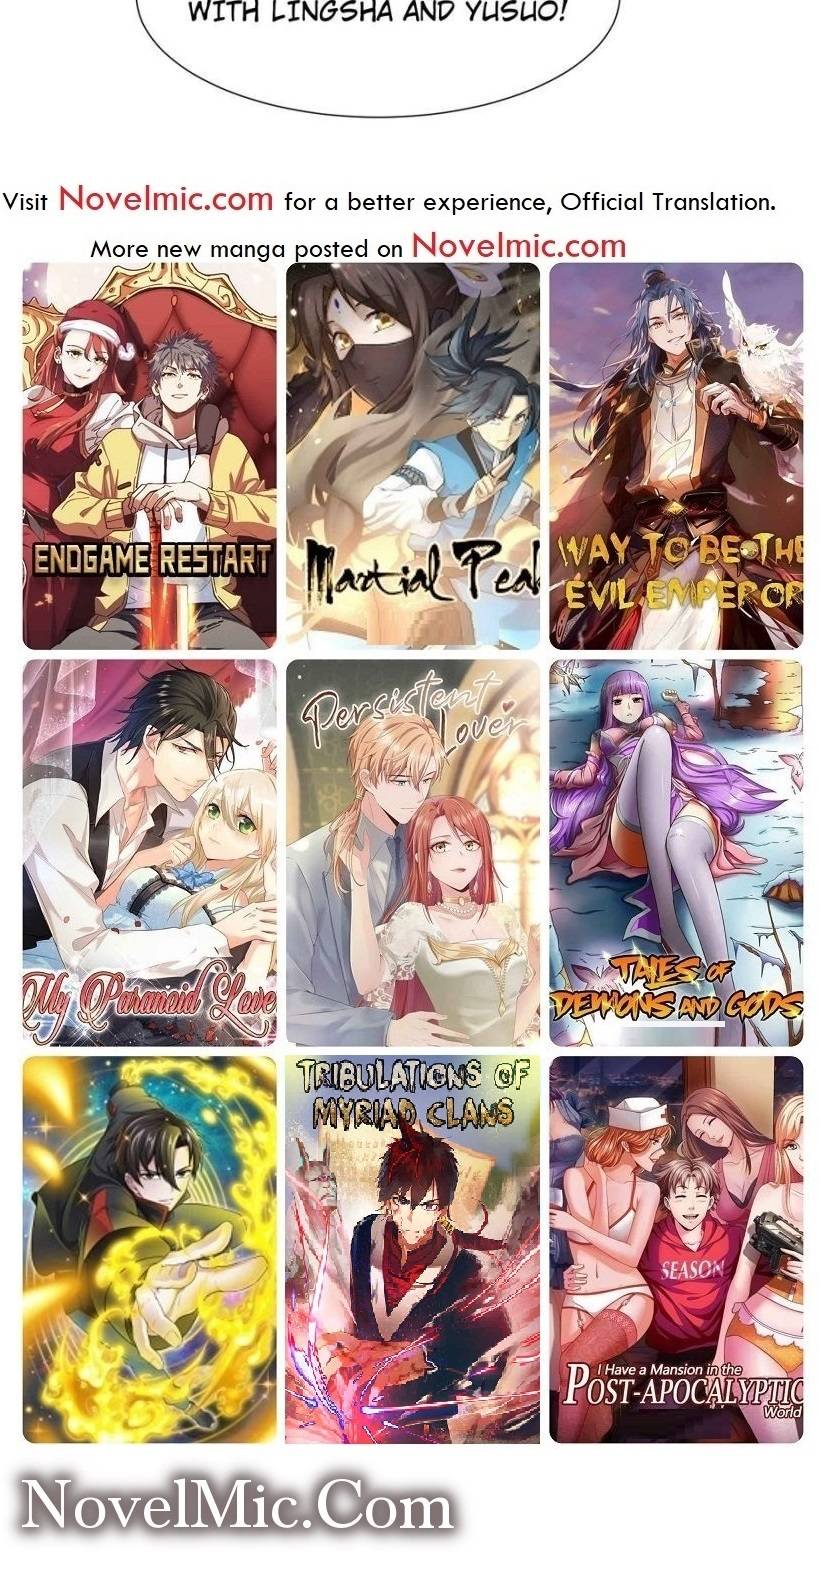 WITH LINGSHA AND YUSUO!
Visit Novelmic.com for a better experience, Official Translation.
More new manga posted on Novelmic.com
ENDGAME RESTART
Martial Peak
WAY TO BE THE
EVIL EMPEROR
My Paranoid Love
Persistent
Lover
TALES OF
DEMONS AND GODS
TRIBULATIONS OF
MYRIAD CLANS
SEASON
I Have a Mansion in the
POST-APOCALYPTIC
World
NovelMic.Com